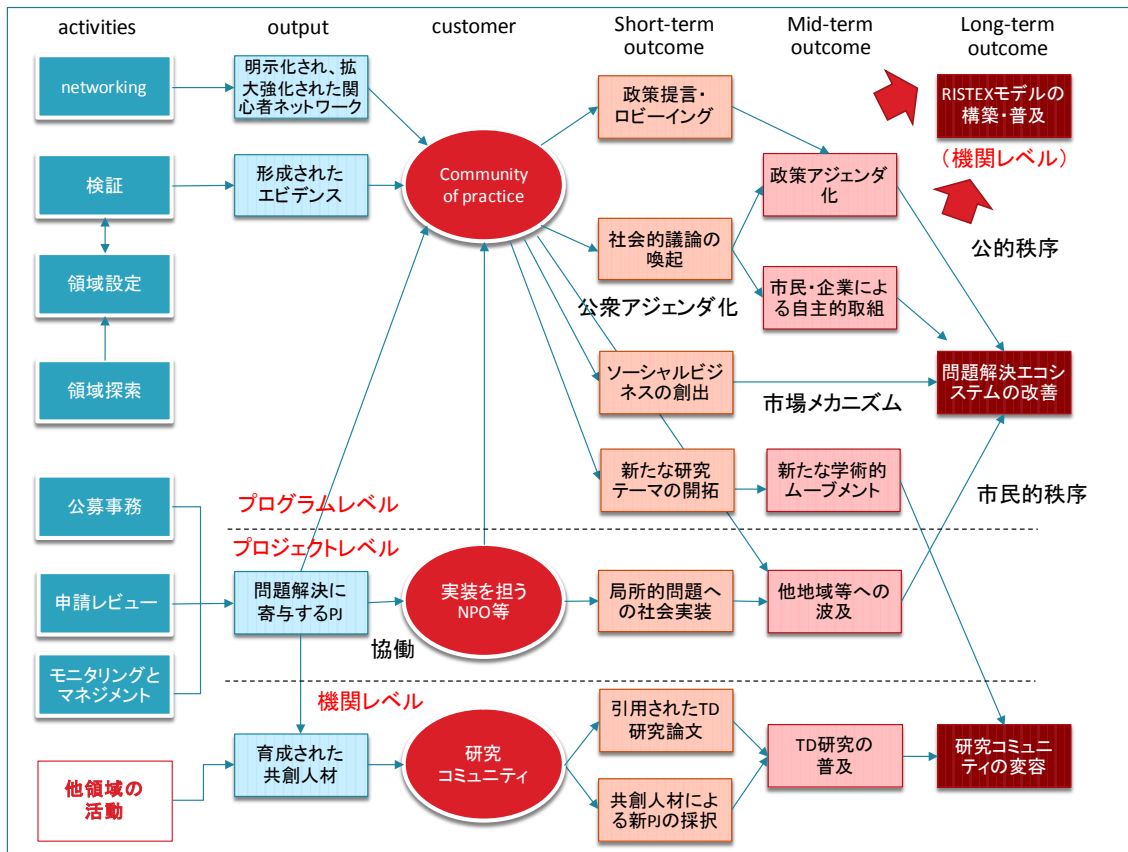 activities
output
customer
Short-term
outcome
Mid-term
outcome
Long-term
outcome
networking
明示化され、拡
大強化された関
心者ネットワーク
政策提言・
ロビーイング
RISTEXモデルの
構築・普及
（機関レベル）
検証
形成された
エビデンス
Community
of practice
政策アジェンダ
化
領域設定
社会的議論の
喚起
公的秩序
市民・企業によ
る自主的取組
公衆アジェンダ化
領域探索
ソーシャルビジ
ネスの創出
市場メカニズム
問題解決エコシ
ステムの改善
新たな研究
テーマの開拓
新たな学術的
ムーブメント
市民的秩序
公募事務
プログラムレベル
プロジェクトレベル
申請レビュー
問題解決に
寄与するPJ
協働
実装を担う
NPO等
局所的問題へ
の社会実装
他地域等への
波及
モニタリングと
マネジメント
機関レベル
他領域の
活動
育成された
共創人材
研究
コミュニティ
引用されたTD
研究論文
共創人材によ
る新PJの採択
TD研究の
普及
研究コミュニ
ティの変容